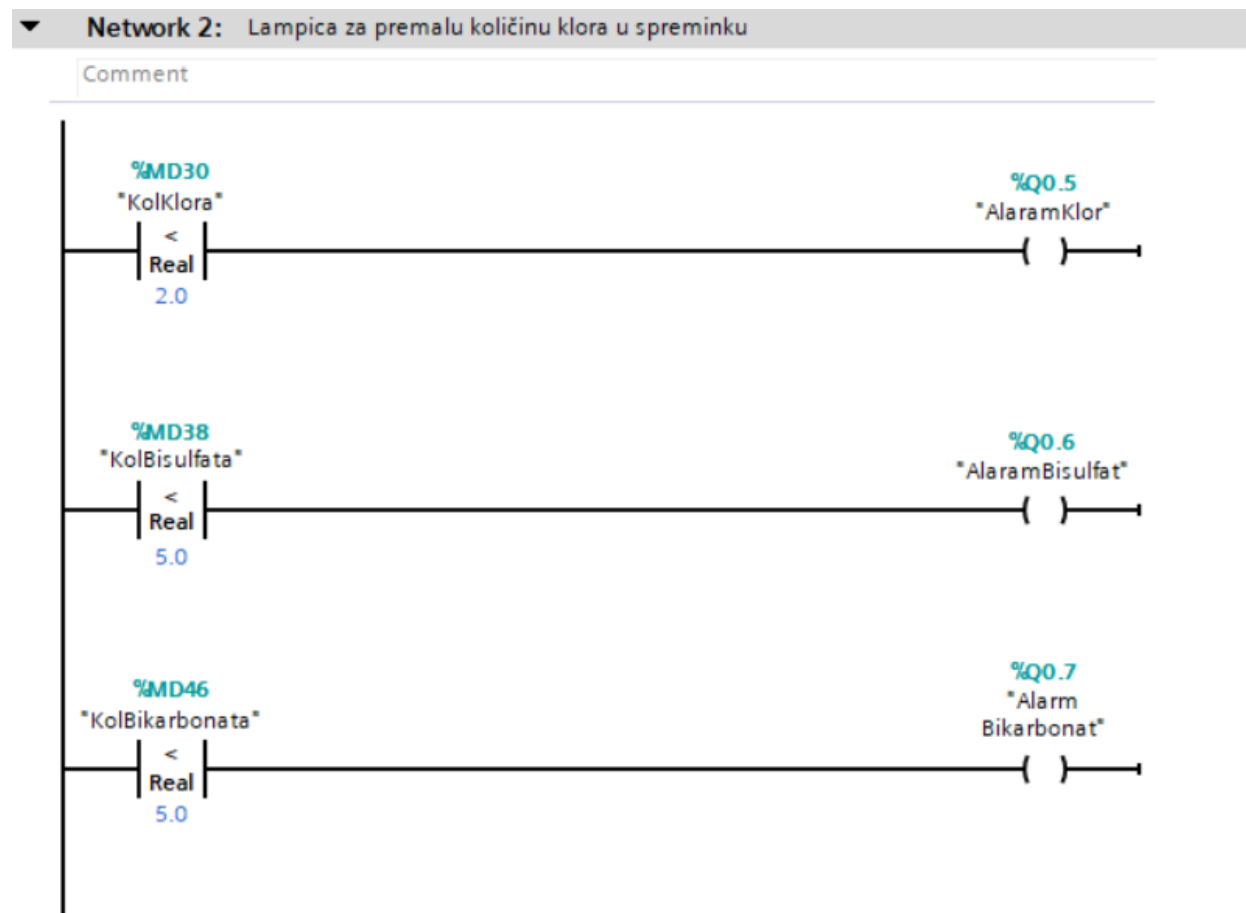 Network 2: Lampica za premalu količinu klora u spreminku
Comment
%MD30
"KolKlora"
<
Real
2.0
%Q0.5
"AlaramKlor"
( )
%MD38
"KolBisulfata"
<
Real
5.0
%Q0.6
"AlaramBisulfat"
( )
%MD46
"KolBikarbonata"
<
Real
5.0
%Q0.7
"Alarm
Bikarbonat"
( )